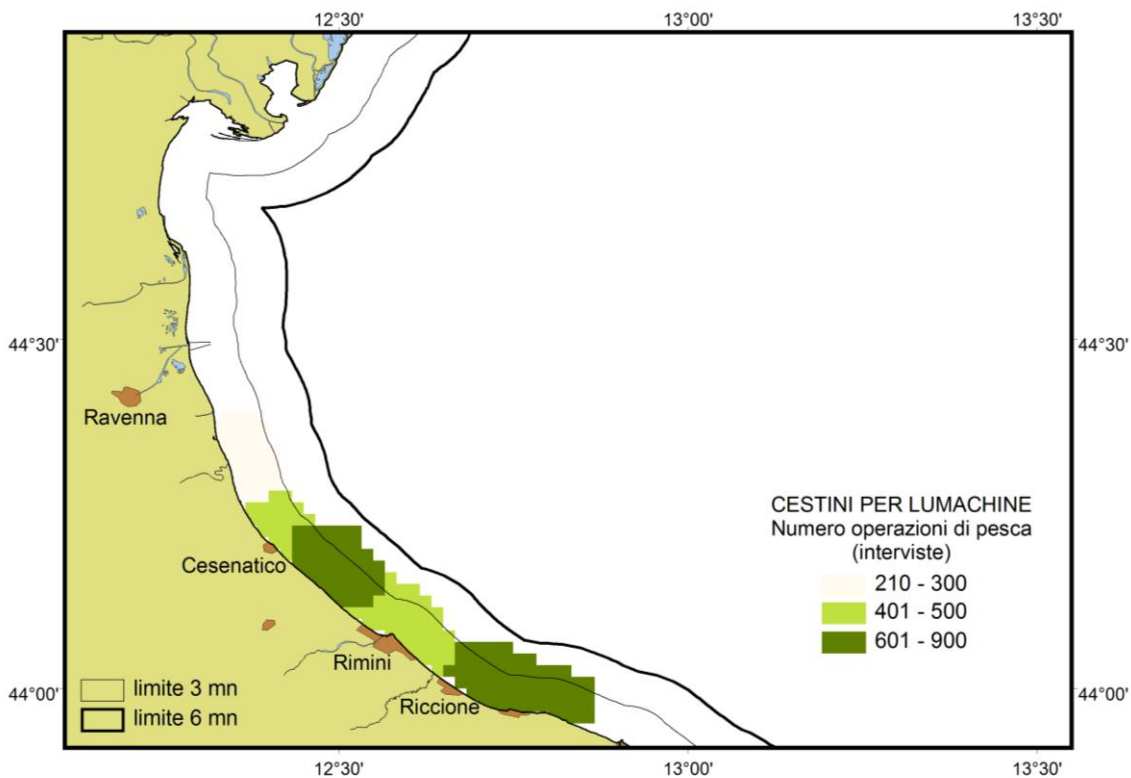 12°30' 13°00' 13°30'
44°30' 44°30'
Ravenna
CESTINI PER LUMACHINE
Numero operazioni di pesca
(interviste)
Cesenatico
210 - 300
401 - 500
601 - 900
Rimini
limite 3 mn
44°00' 44°00'
Riccione
limite 6 mn
12°30' 13°00' 13°30'